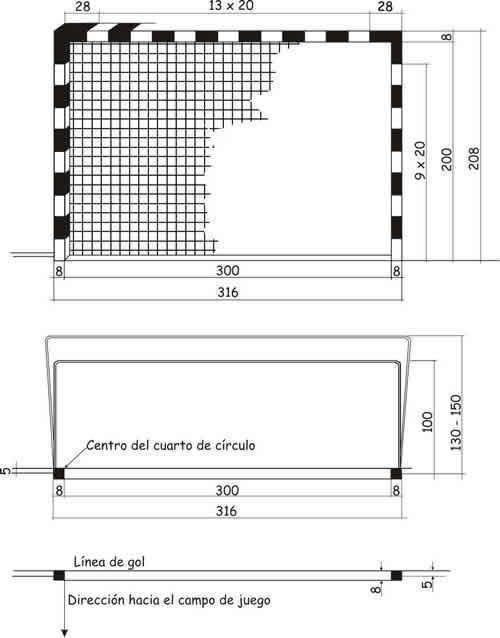 28
13 x 20
28
8
9 x 20
200
208
8
300
8
316
Centro del cuarto de círculo
100
130 - 150
5
8
300
8
316
Línea de gol
Dirección hacia el campo de juego
8
5